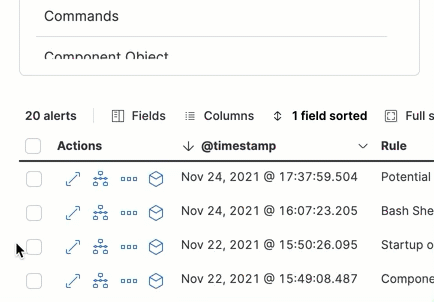 Commands
Component Object
20 alerts Fields Columns 1 field sorted Full s
Actions @timestamp Rule
Nov 24, 2021 @ 17:37:59.504 Potential
Nov 24, 2021 @ 16:07:23.205 Bash She
Nov 22, 2021 @ 15:50:26.095 Startup o
Nov 22, 2021 @ 15:49:08.487 Compone